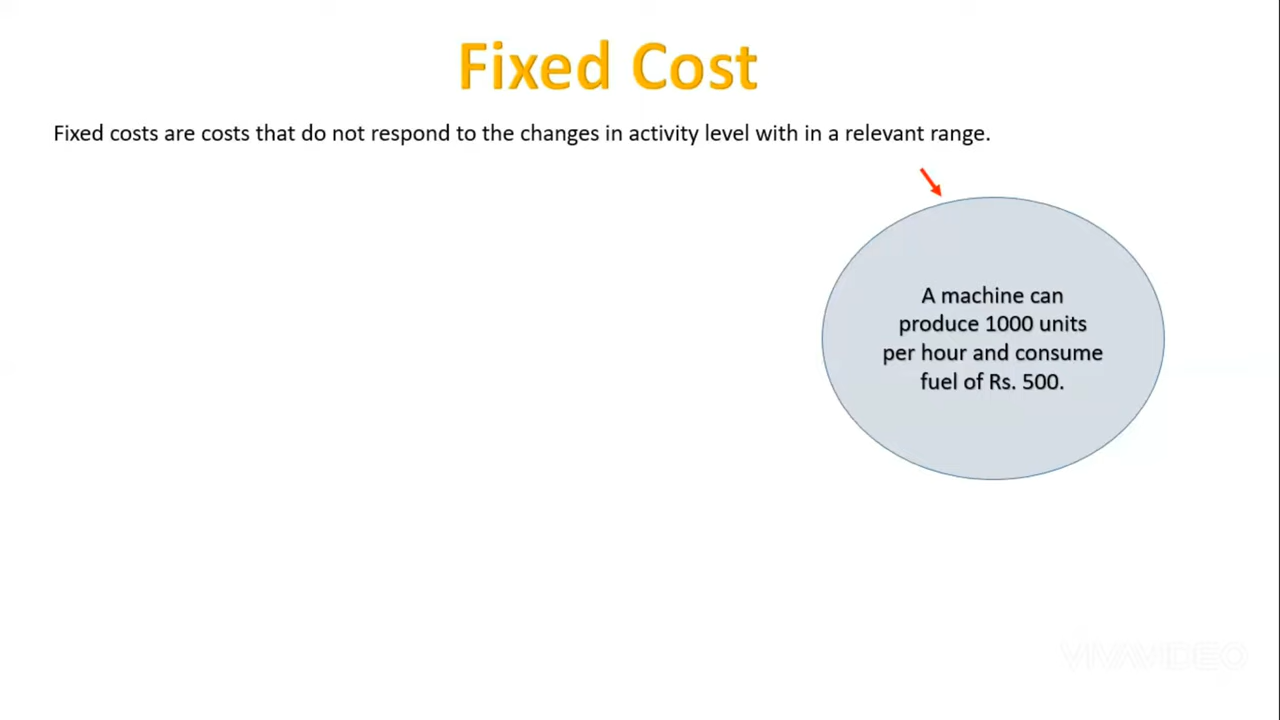 Fixed Cost
Fixed costs are costs that do not respond to the changes in activity level with in a relevant range.
A machine can
produce 1000 units
per hour and consume
fuel of Rs. 500.
VIVAVIDEO